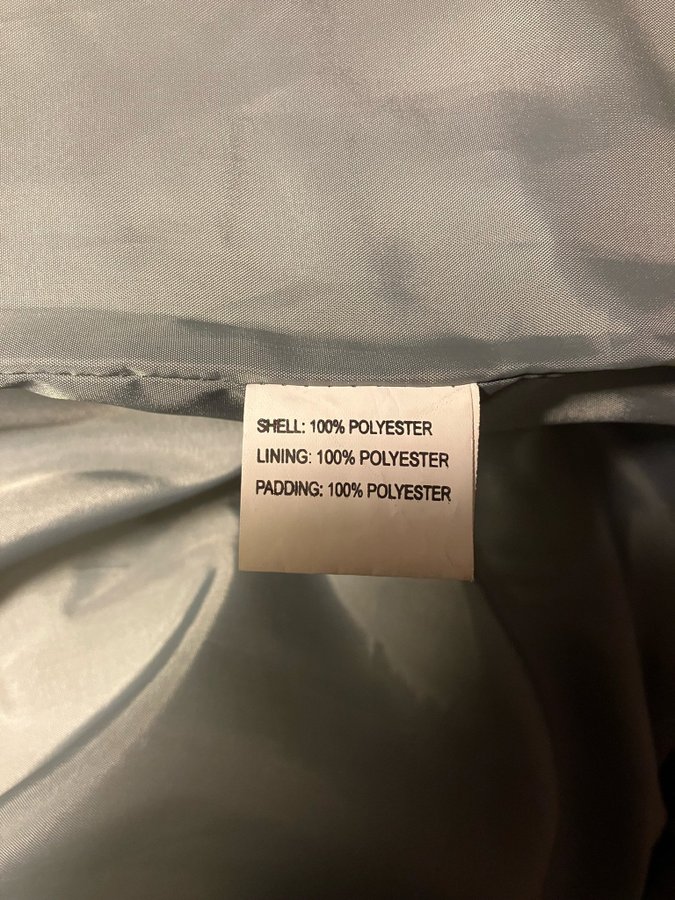 SHELL: 100% POLYESTER
LINING: 100% POLYESTER
PADDING: 100% POLYESTER